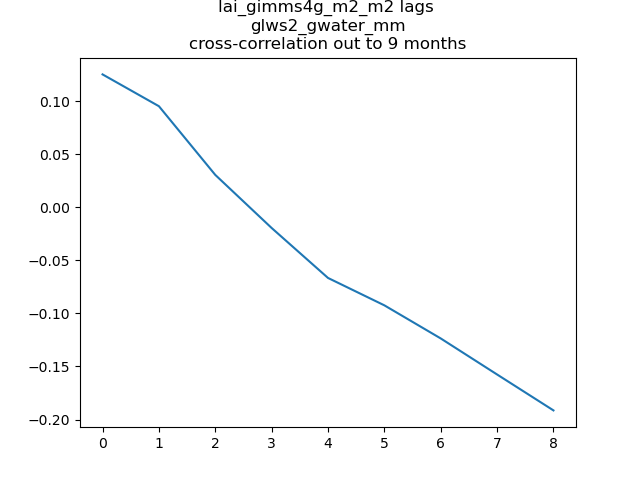 lai_gimms4g_m2_m2 lags
glws2_gwater_mm
cross-correlation out to 9 months
0.10
0.05
0.00
−0.05
−0.10
−0.15
−0.20
0 1 2 3 4 5 6 7 8